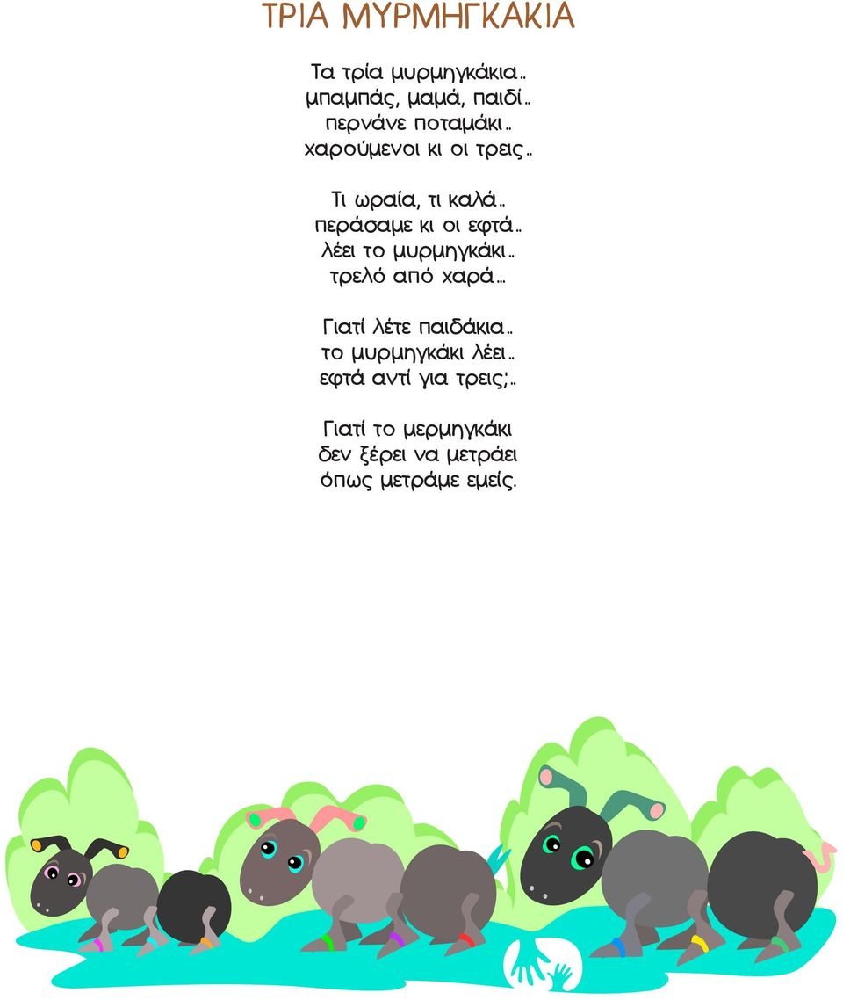 ΤΡΙΑ ΜΥΡΜΗΓΚΑΚΙΑ
Τα τρία μυρμηγκάκια..
μπαμπάς, μαμά, παιδί..
περνάνε ποταμάκι..
χαρούμενοι κι οι τρεις..
Τι ωραία, τι καλά..
περάσαμε κι οι εφτά..
λέει το μυρμηγκάκι..
τρελό από χαρά...
Γιατί λέτε παιδάκια..
το μυρμηγκάκι λέει..
εφτά αντί για τρεις;..
Γιατί το μερμηγκάκι
δεν ξέρει να μετράει
όπως μετράμε εμείς.